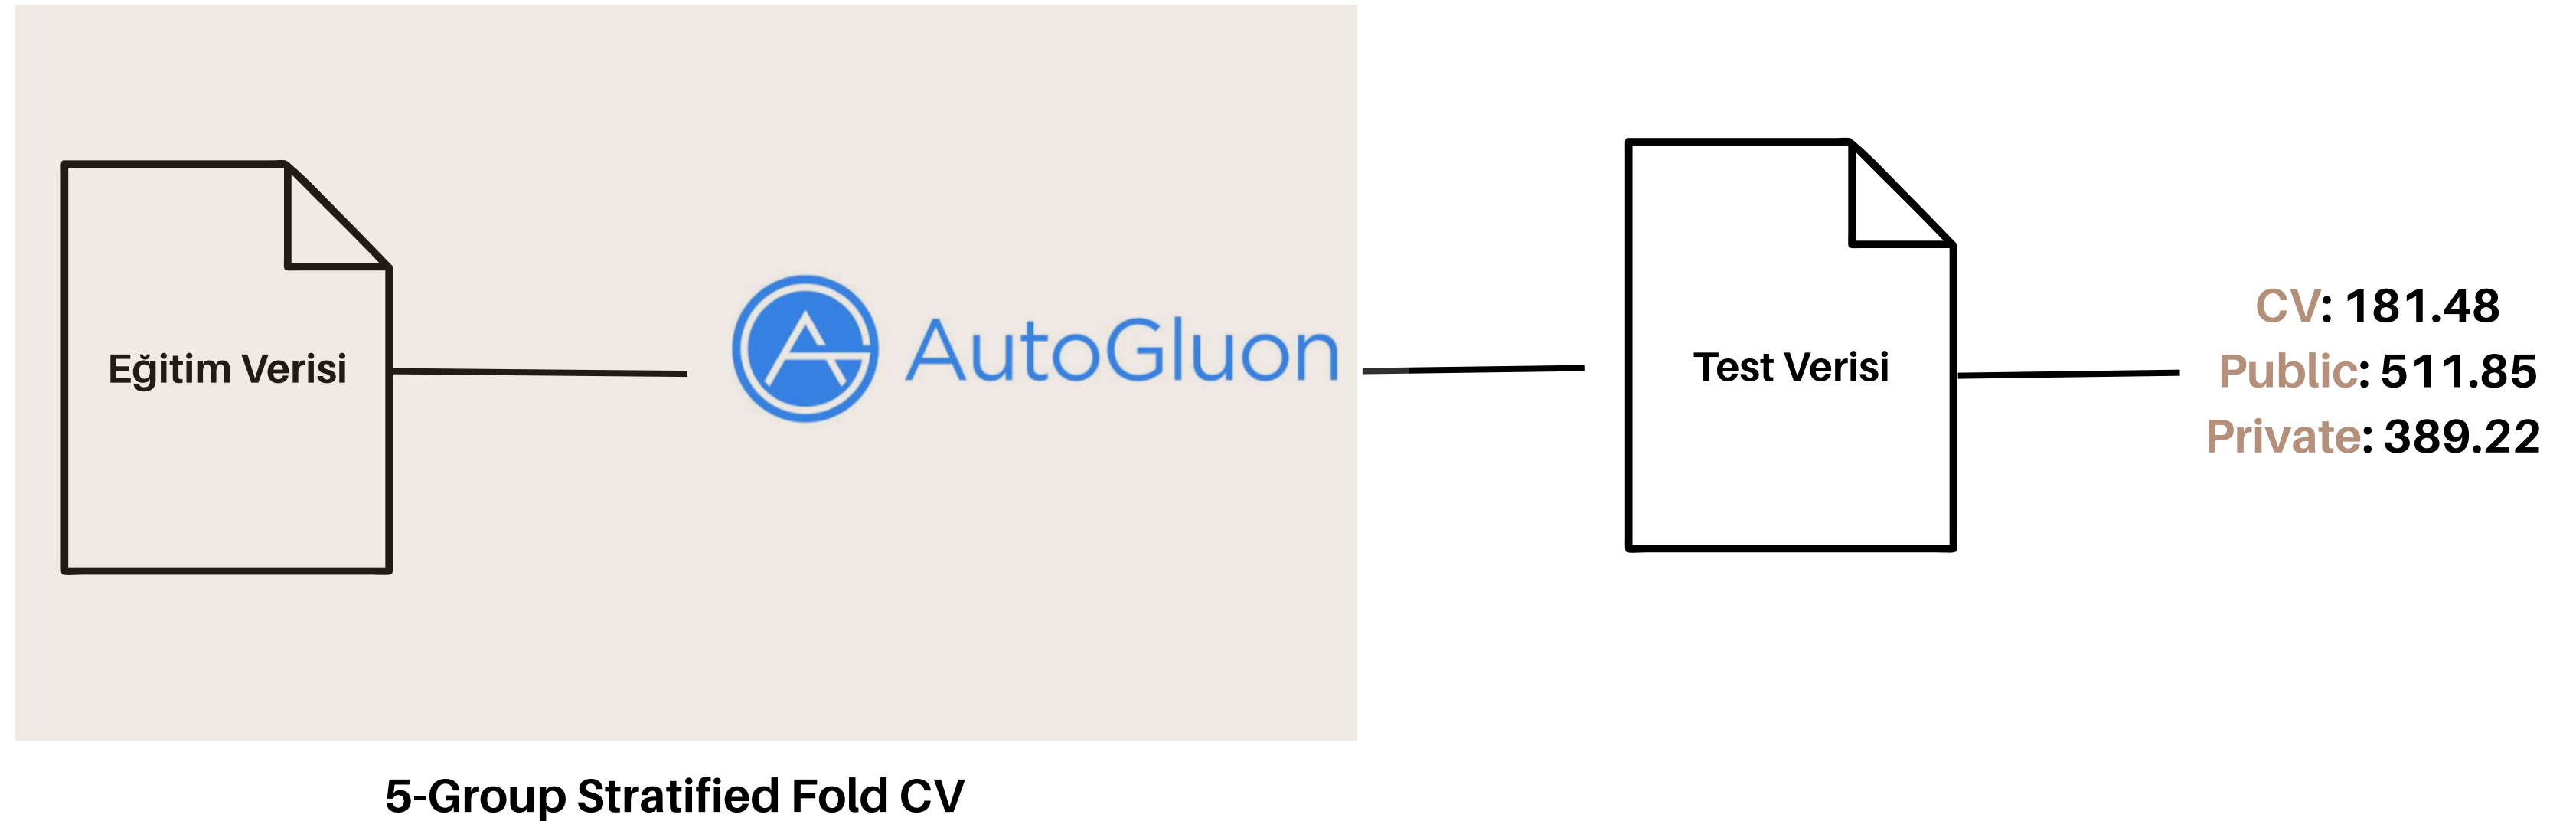 Eğitim Verisi
AutoGluon
Test Verisi
CV: 181.48
Public: 511.85
Private: 389.22
5-Group Stratified Fold CV